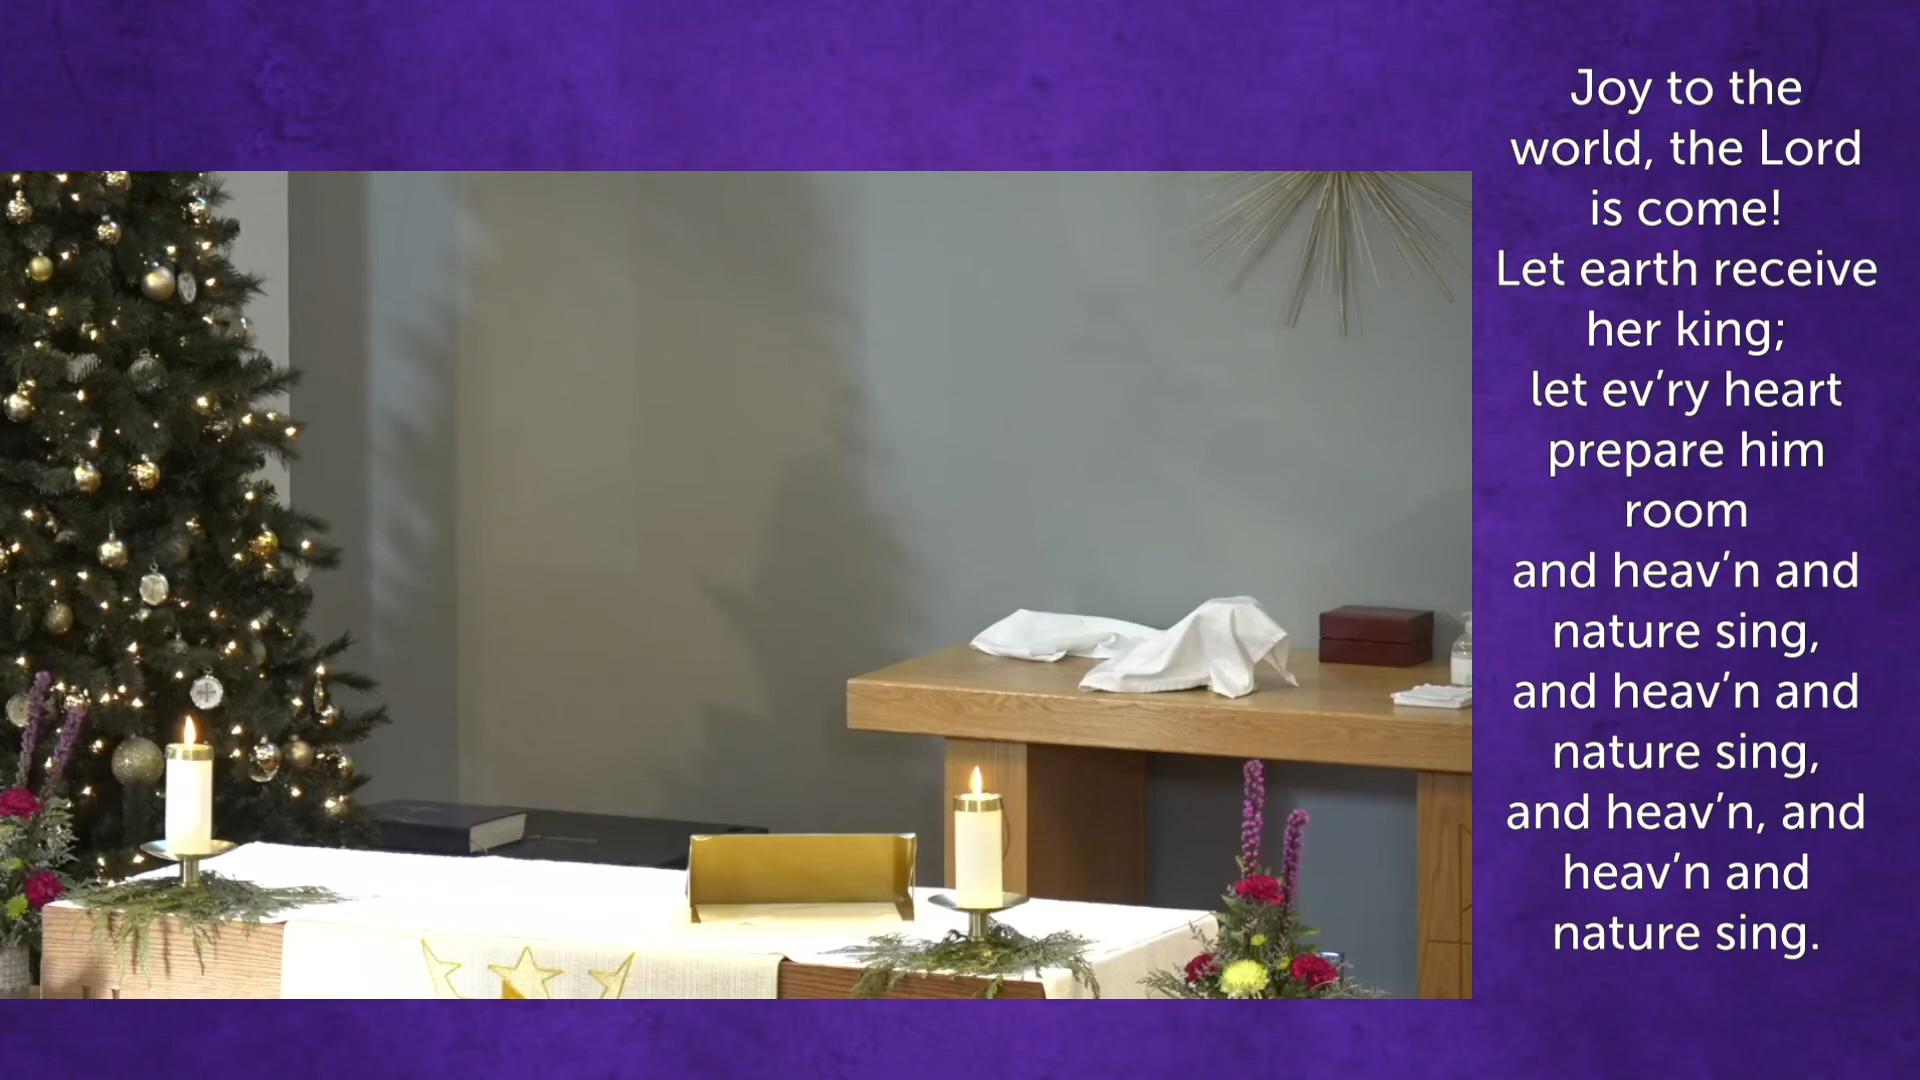 Joy to the
world, the Lord
is come!
Let earth receive
her king;
let ev’ry heart
prepare him
room
and heav’n and
nature sing,
and heav’n and
nature sing,
and heav’n, and
heav’n and
nature sing.